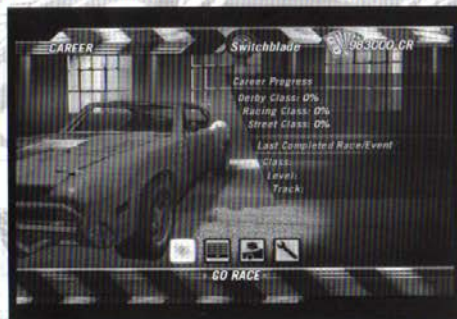 CAREER
Switchblade
983000 CR
Career Progress
Derby Class: 0%
Racing Class: 0%
Street Class: 0%
Last Completed Race/Event
Class:
Level:
Track:
GO RACE